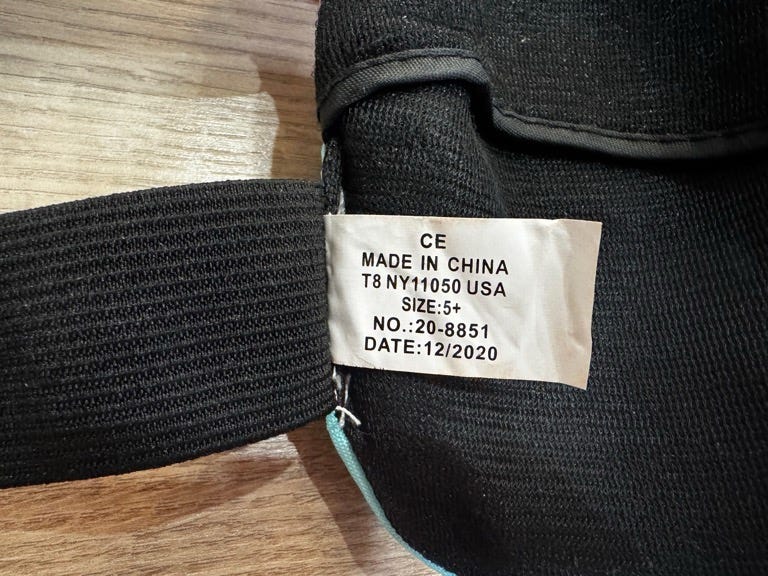 CE
MADE IN CHINA
T8 NY11050 USA
SIZE:5+
NO.:20-8851
DATE:12/2020